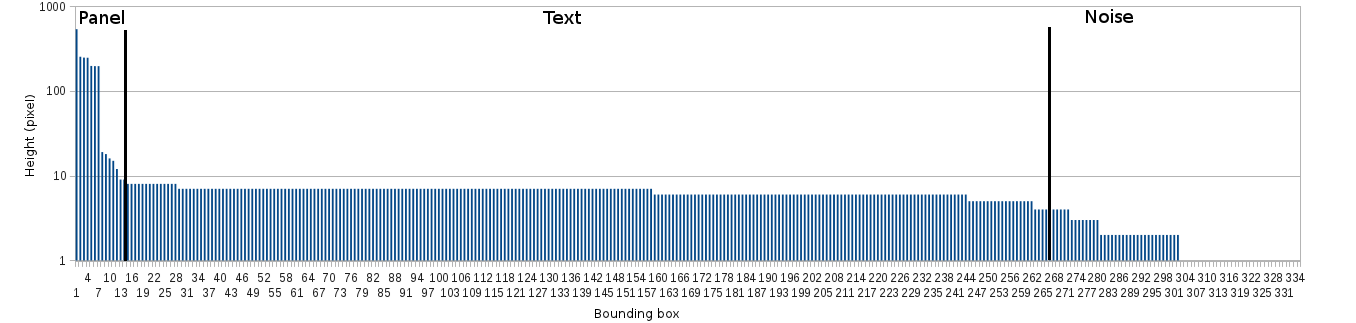 1000
Panel Text Noise
100
Height (pixel)
10
1
4 10 16 22 28 34 40 46 52 58 64 70 76 82 88 94 100 106 112 118 124 130 136 142 148 154 160 166 172 178 184 190 196 202 208 214 220 226 232 238 244 250 256 262 268 274 280 286 292 298 304 310 316 322 328 334
1 7 13 19 25 31 37 43 49 55 61 67 73 79 85 91 97 103 109 115 121 127 133 139 145 151 157 163 169 175 181 187 193 199 205 211 217 223 229 235 241 247 253 259 265 271 277 283 289 295 301 307 313 319 325 331
Bounding box